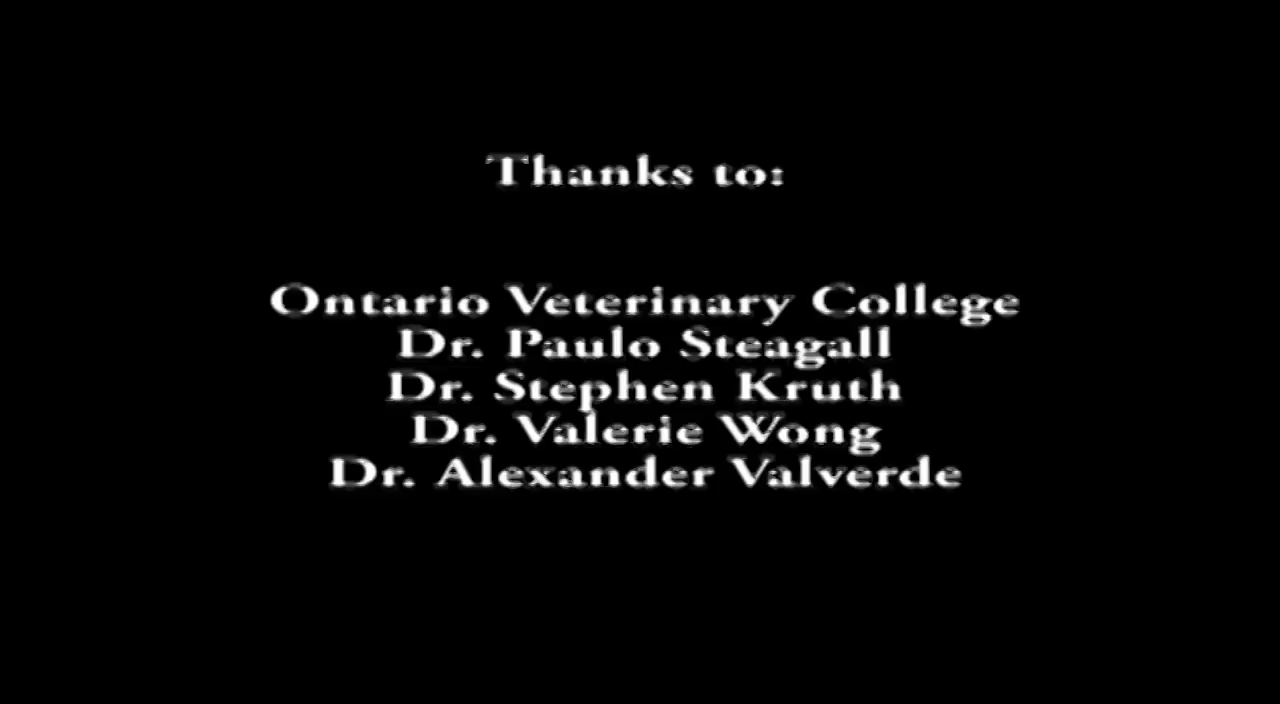 Thanks to:
Ontario Veterinary College
Dr. Paulo Steagall
Dr. Stephen Kruth
Dr. Valerie Wong
Dr. Alexander Valverde